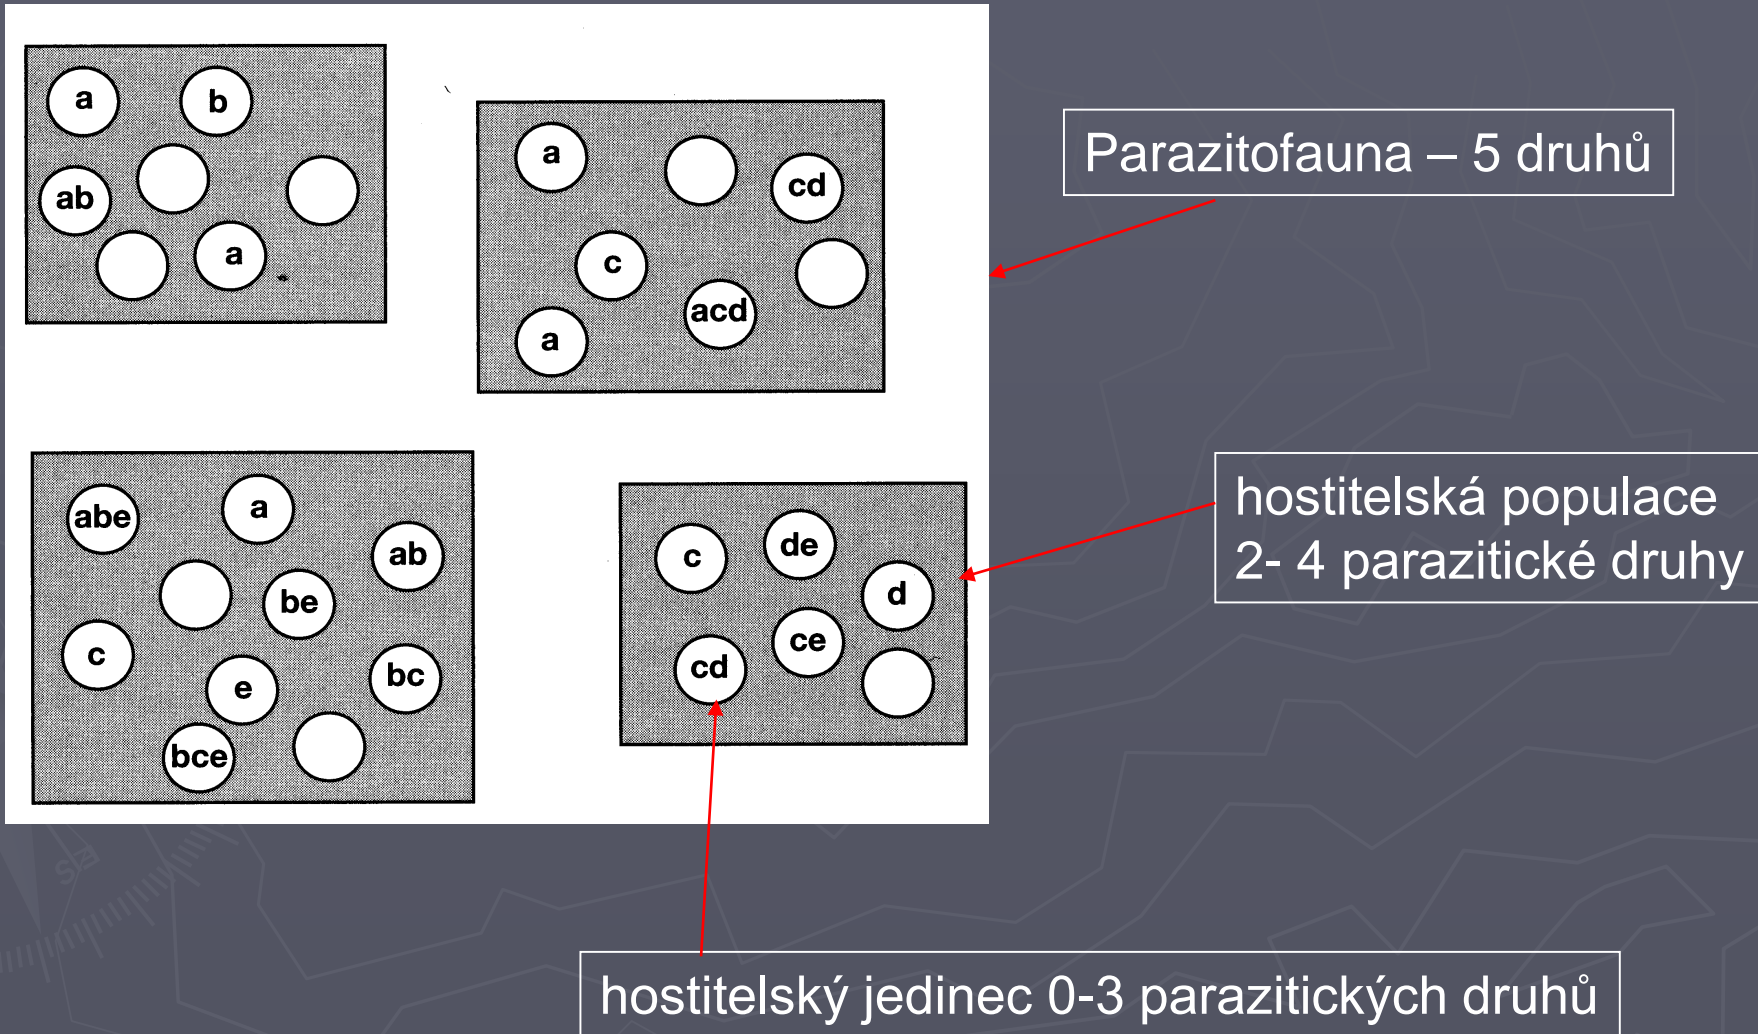 a
b
ab
a
a
cd
c
acd
a
Parazitofauna – 5 druhů
abe
a
ab
be
c
e
bc
bce
c
de
d
ce
cd
hostitelská populace
2- 4 parazitické druhy
hostitelský jedinec 0-3 parazitických druhů